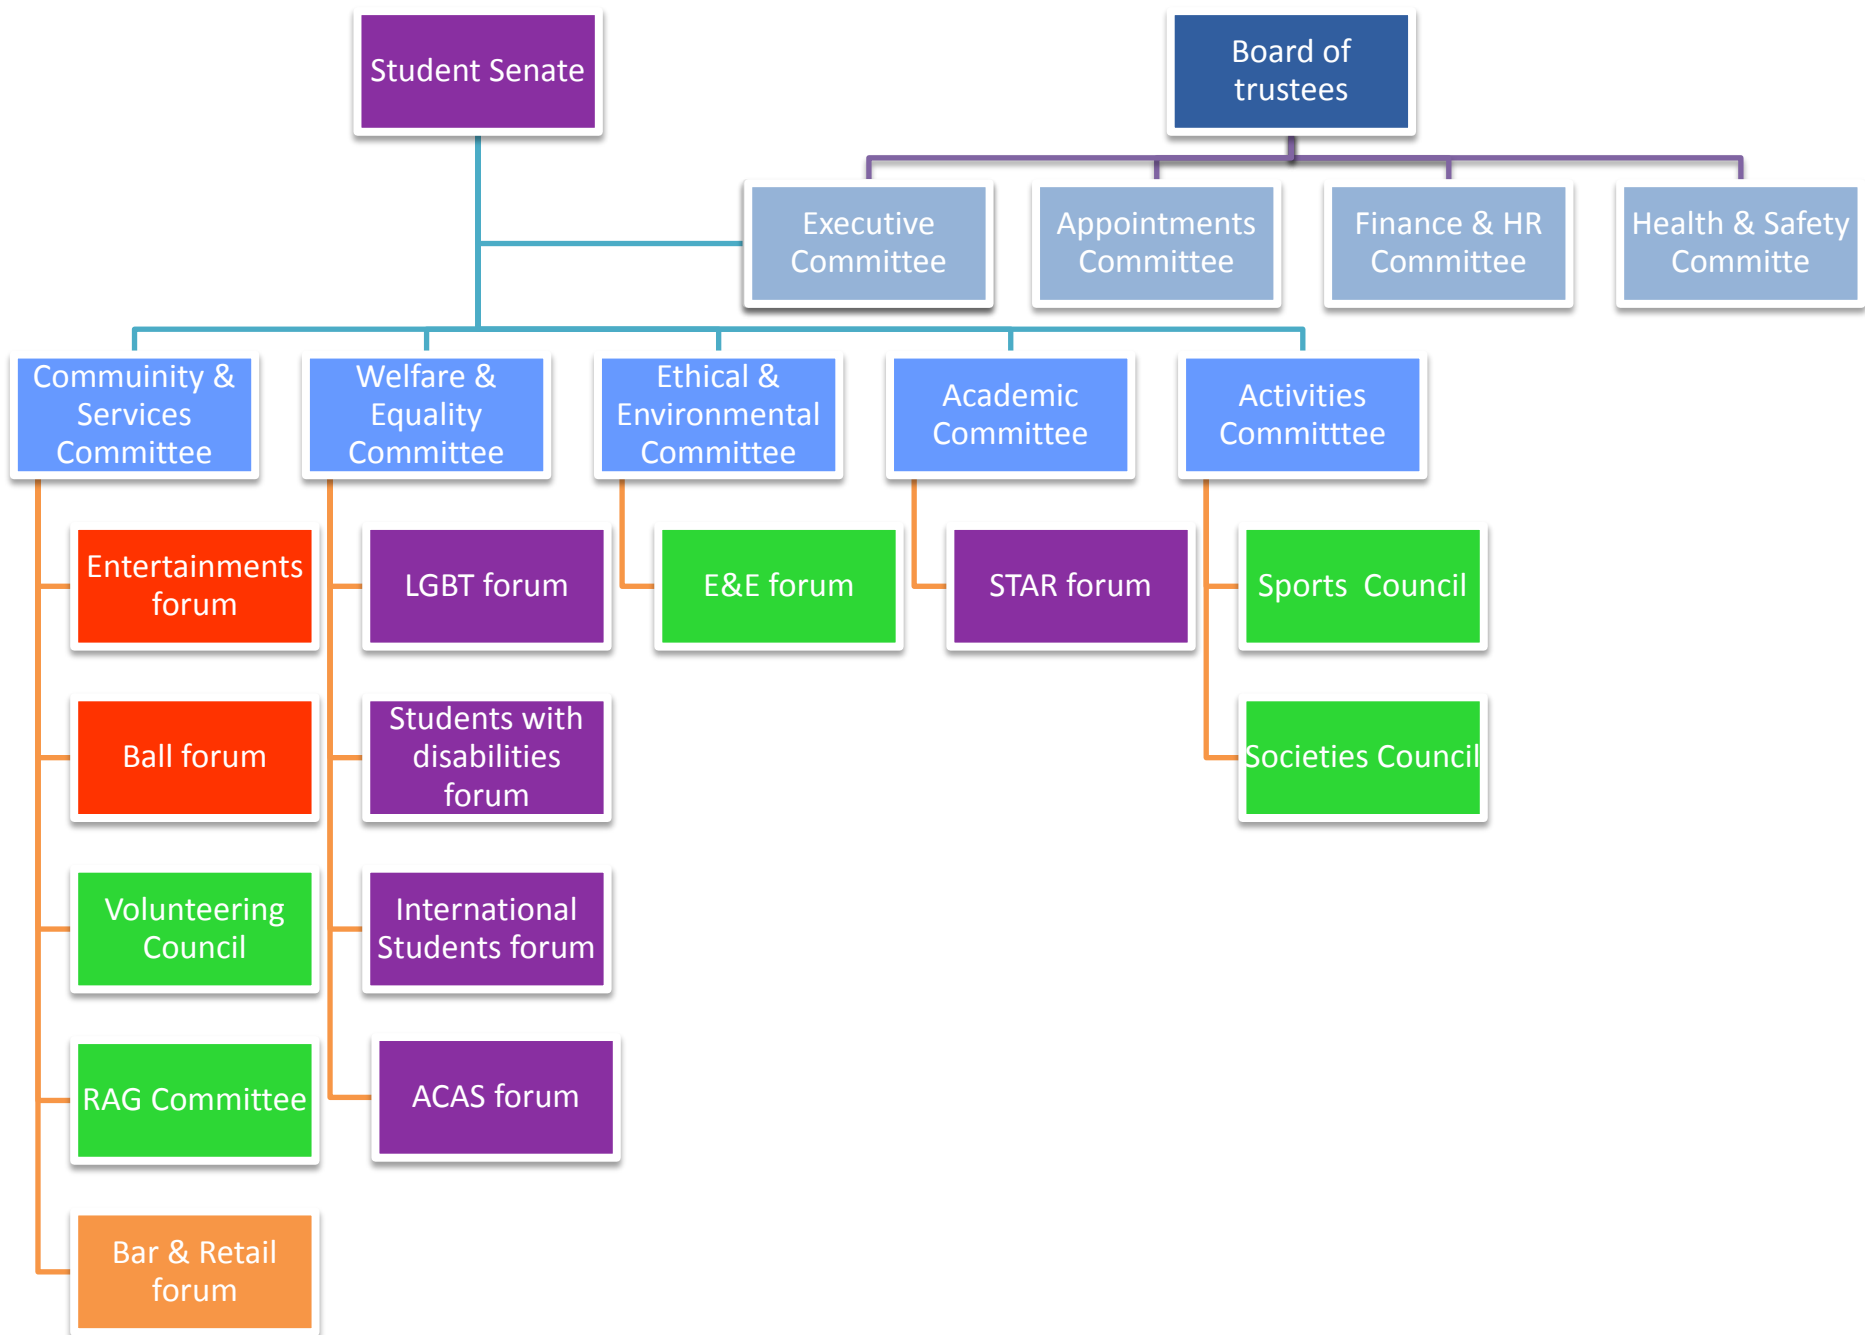 Student Senate
Board of
trustees
Executive
Committee
Appointments
Committee
Finance & HR
Committee
Health & Safety
Committe
Commuinity &
Services
Committee
Welfare &
Equality
Committee
Ethical &
Environmental
Committee
Academic
Committtee
Activities
Committttee
Entertainments
forum
LGBT forum
E&E forum
STAR forum
Sports  Council
Ball forum
Students with
disabilities
forum
Societies Council
Volunteering
Council
International
Students forum
RAG Committee
ACAS forum
Bar & Retail
forum